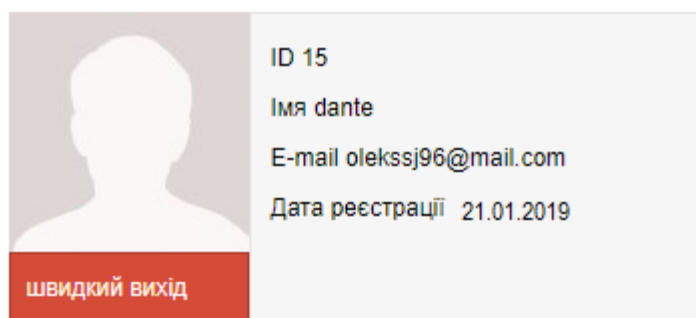 ID 15
Імя dante
E-mail olekssj96@mail.com
Дата реєстрації 21.01.2019
швидкий вихід